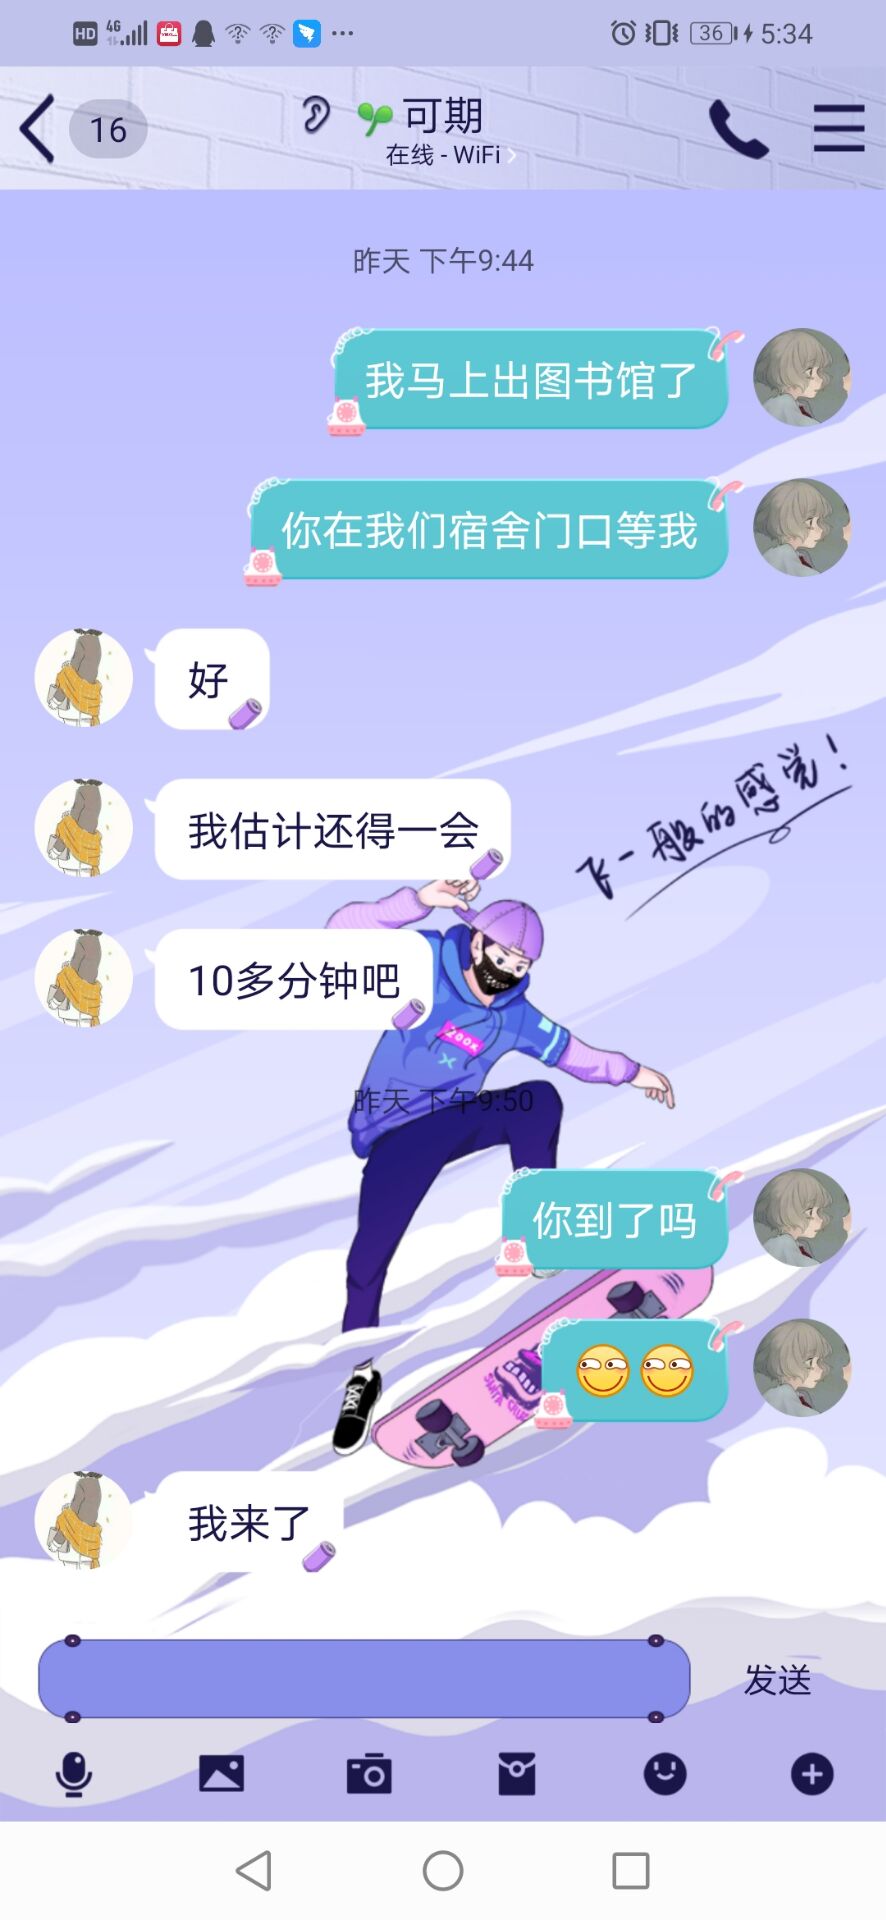 HD 4G 36 5:34
16 可期
在线 - WiFi
昨天 下午9:44
我马上出图书馆了
你在我们宿舍门口等我
好
飞一般的感觉！
我估计还得一会
10多分钟吧
200x
昨天 下午9:50
你到了吗
我来了
发送